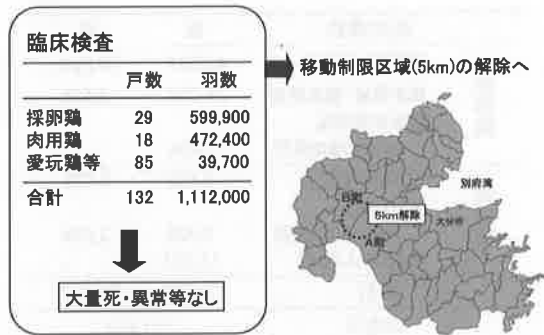 臨床検査
戸数 羽数
採卵鶏 29 599,900
肉用鶏 18 472,400
愛玩鶏等 85 39,700
合計 132 1,112,000
大量死・異常等なし
移動制限区域(5km)の解除へ
別府湾
B町
5km解除
大分市
A町